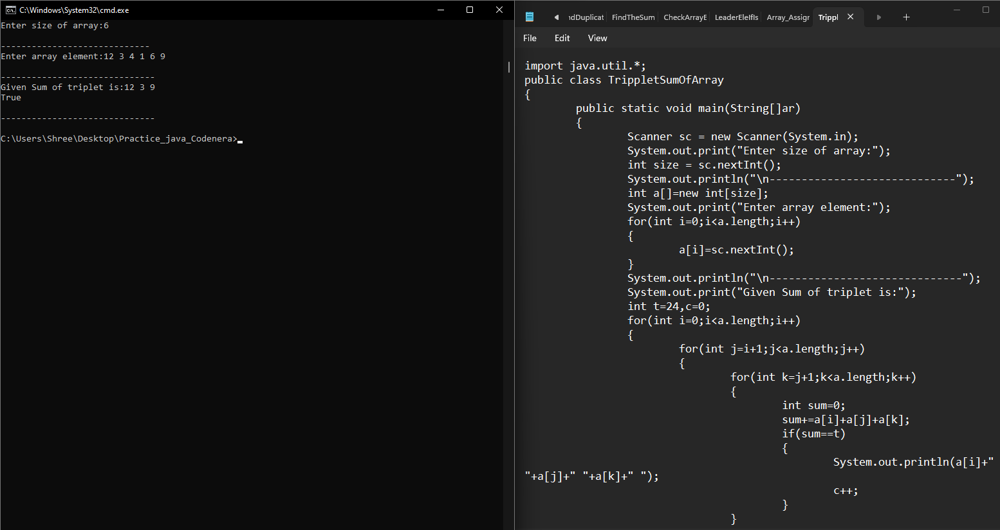 C:\Windows\System32\cmd.exe
Enter size of array:6
-----------------------------
Enter array element:12 3 4 1 6 9
------------------------------
Given Sum of triplet is:12 3 9
True
------------------------------
C:\Users\Shree\Desktop\Practice_java_Codenera>
ndDuplicat FindTheSum CheckArrayE LeaderEleIfIs Array_Assigr Trippl
File Edit View
import java.util.*;
public class TrippletSumOfArray
{
public static void main(String[]ar)
{
Scanner sc = new Scanner(System.in);
System.out.print("Enter size of array:");
int size = sc.nextInt();
System.out.println("\n-----------------------------");
int a[]=new int[size];
System.out.print("Enter array element:");
for(int i=0;i<a.length;i++)
{
a[i]=sc.nextInt();
}
System.out.println("\n------------------------------");
System.out.print("Given Sum of triplet is:");
int t=24,c=0;
for(int i=0;i<a.length;i++)
{
for(int j=i+1;j<a.length;j++)
{
for(int k=j+1;k<a.length;k++)
{
int sum=0;
sum+=a[i]+a[j]+a[k];
if(sum==t)
{
System.out.println(a[i]+"
"+a[j]+" "+a[k]+" ");
c++;
}
}